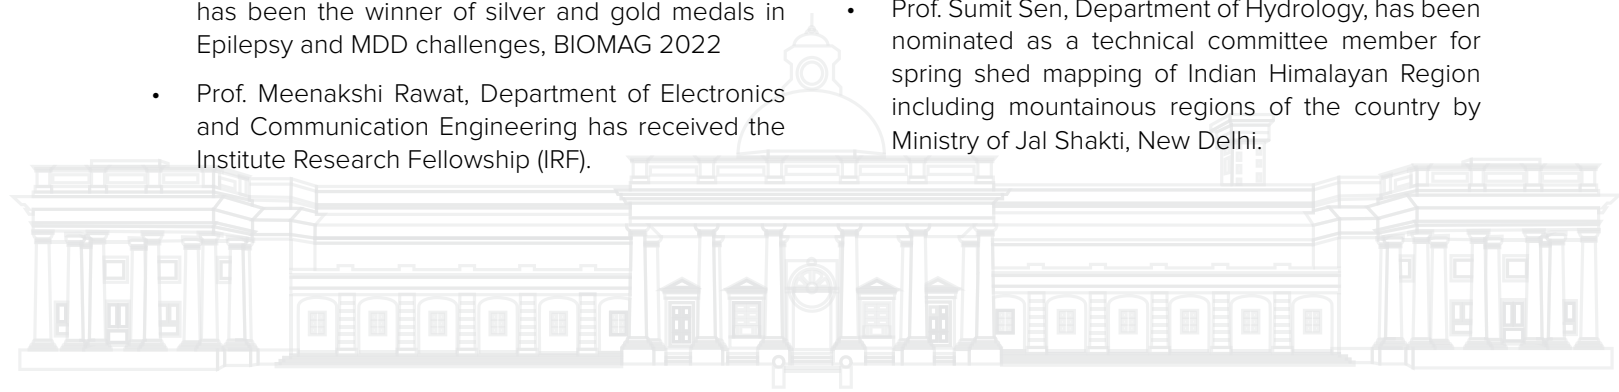 has been the winner of silver and gold medals in
Epilepsy and MDD challenges, BIOMAG 2022
• Prof. Meenakshi Rawat, Department of Electronics
and Communication Engineering has received the
Institute Research Fellowship (IRF).
• Prof. Sumit Sen, Department of Hydrology, has been
nominated as a technical committee member for
spring shed mapping of Indian Himalayan Region
including mountainous regions of the country by
Ministry of Jal Shakti, New Delhi.